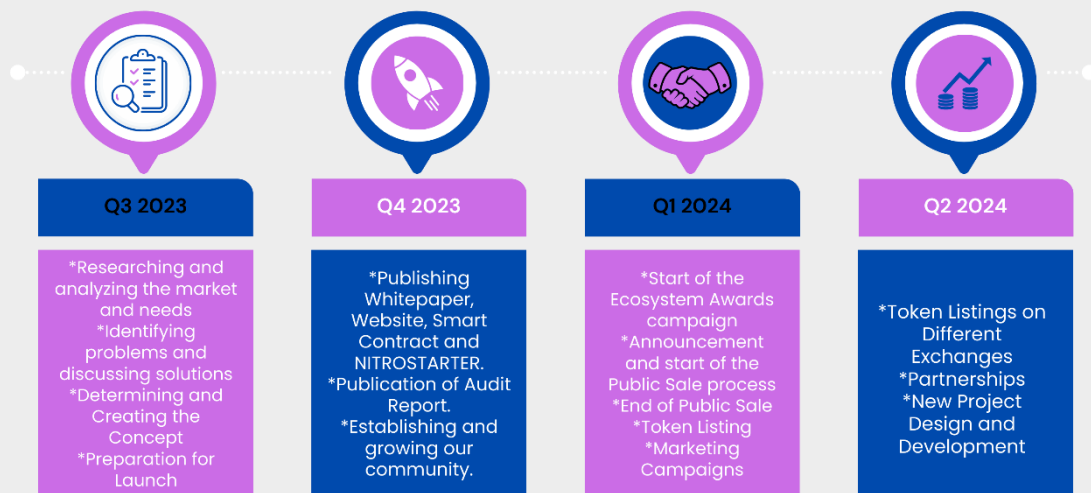 Q3 2023
*Researching and
analyzing the market
and needs
*Identifying
problems and
discussing solutions
*Determining and
Creating the
Concept
*Preparation for
Launch
Q4 2023
*Publishing
Whitepaper,
Website, Smart
Contract and
NITROSTARTER.
*Publication of Audit
Report.
*Establishing and
growing our
community.
Q1 2024
*Start of the
Ecosystem Awards
campaign
*Announcement
and start of the
Public Sale process
*End of Public Sale
*Token Listing
*Marketing
Campaigns
Q2 2024
*Token Listings on
Different
Exchanges
*Partnerships
*New Project
Design and
Development